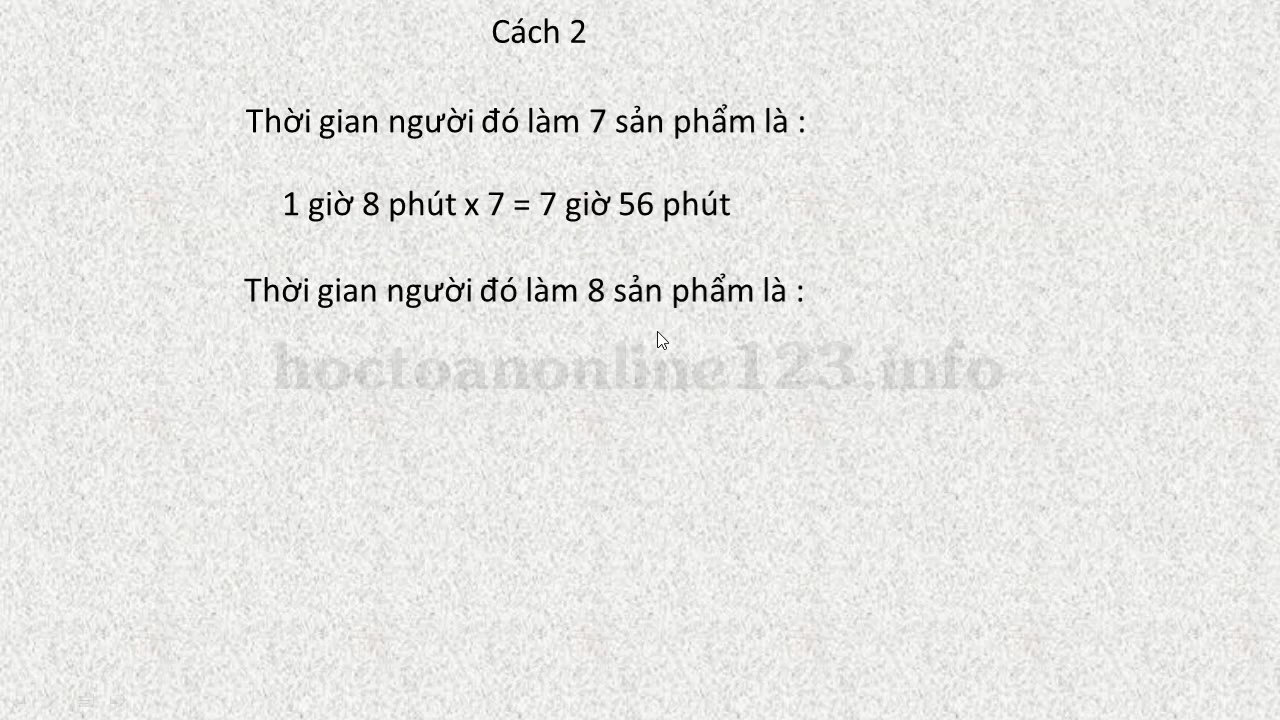 Cách 2
Thời gian người đó làm 7 sản phẩm là :
1 giờ 8 phút x 7 = 7 giờ 56 phút
Thời gian người đó làm 8 sản phẩm là :
hoctoanonline123.info